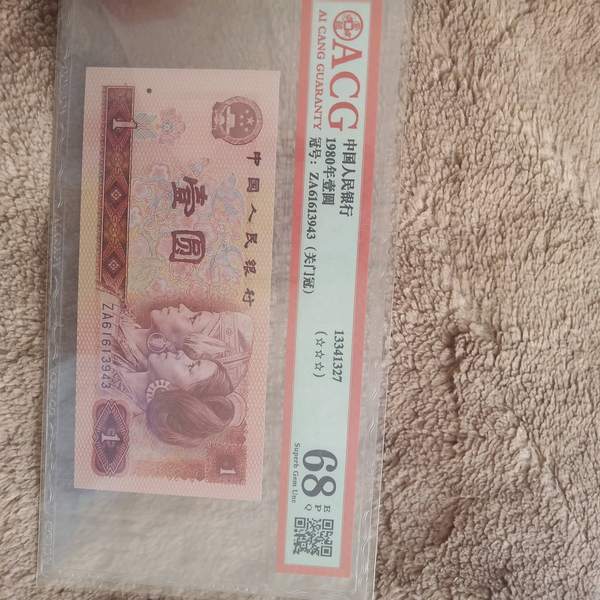 ACG
AI CANG GUARANTY
中国人民银行
1980年壹圆
冠号: ZA61613943 (关门冠)
13341327
(☆☆☆)
68
E
P
Q
Superb Gem Unc
中国人民银行
壹圆
1
ZA61613943
1
1